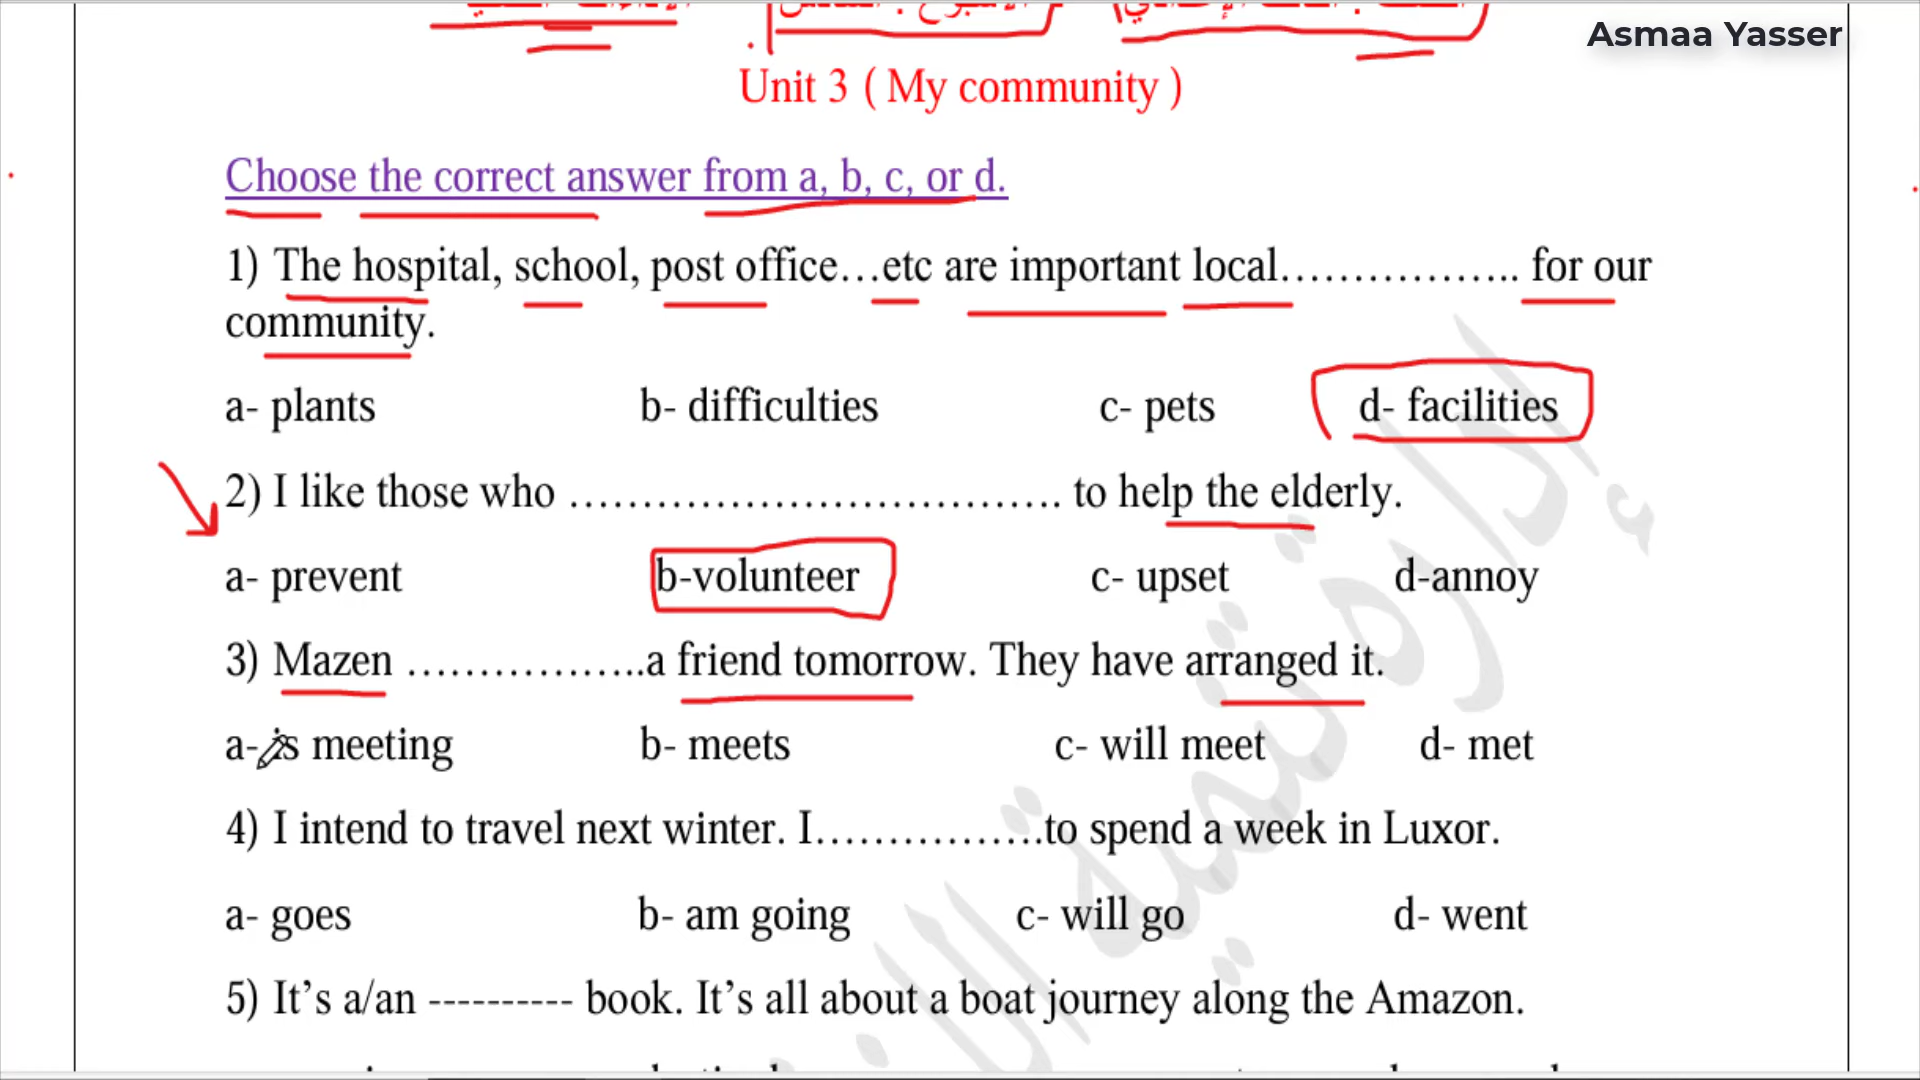 Asmaa Yasser
Unit 3 ( My community )
Choose the correct answer from a, b, c, or d.
1) The hospital, school, post office…etc are important local…………….. for our
community.
a- plants b- difficulties c- pets d- facilities
2) I like those who ……………………………. to help the elderly.
a- prevent b-volunteer c- upset d-annoy
3) Mazen …………….a friend tomorrow. They have arranged it.
a- is meeting b- meets c- will meet d- met
4) I intend to travel next winter. I…………….to spend a week in Luxor.
a- goes b- am going c- will go d- went
5) It’s a/an ---------- book. It’s all about a boat journey along the Amazon.